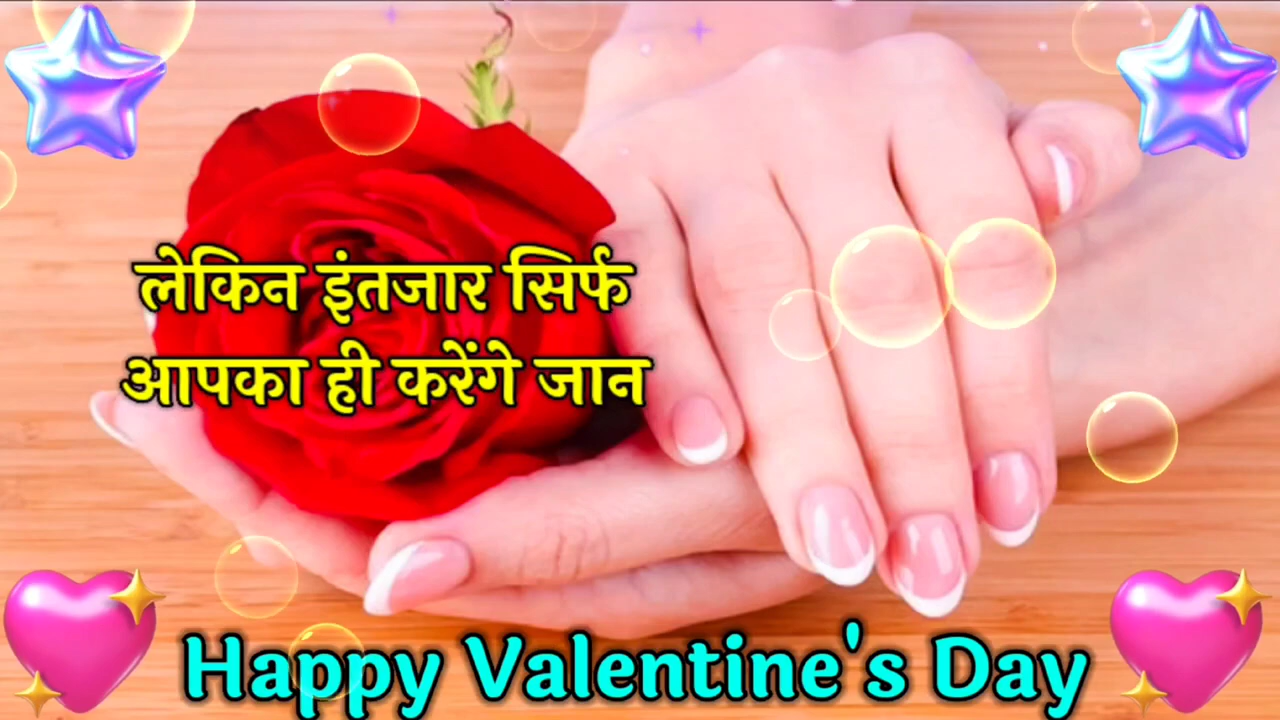 लेकिन इंतजार सिर्फ
आपका ही करेंगे जान
Happy Valentine's Day